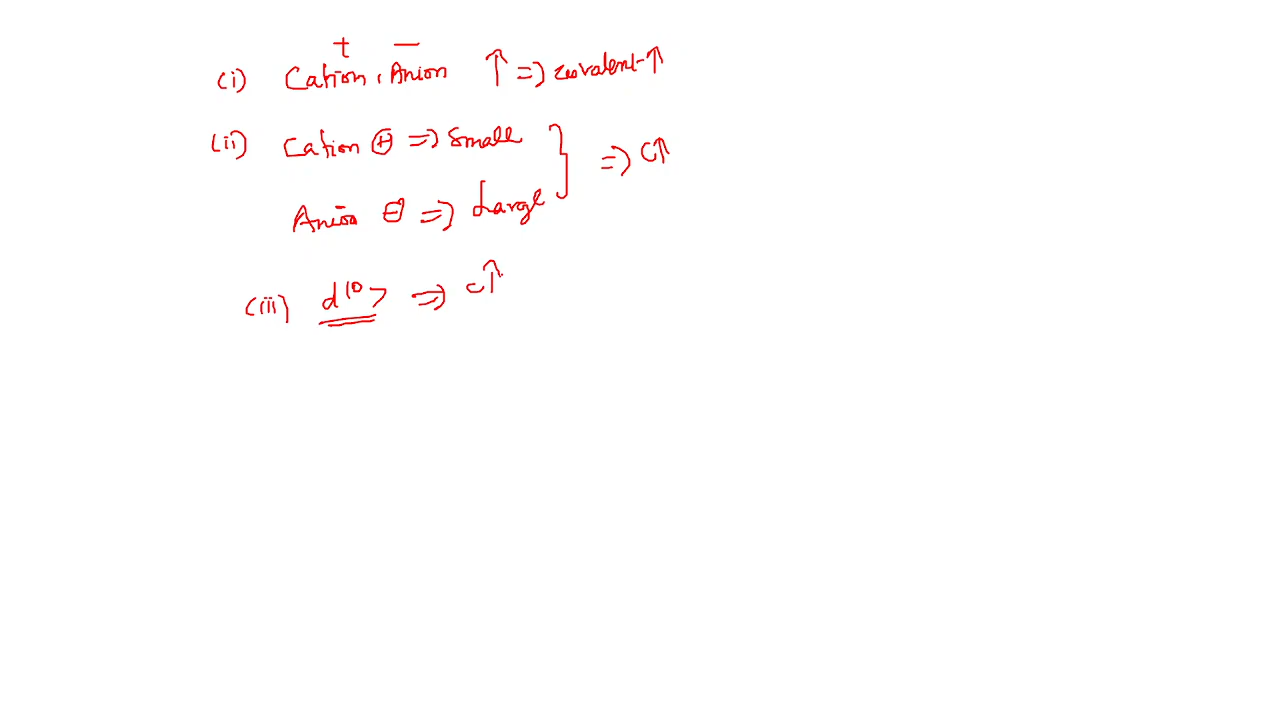 + −
(i) Cation, Anion ↑ ⇒ covalent ↑
(ii) Cation ⊕ ⇒ Small } ⇒ C↑
Anion ⊖ ⇒ Large
(iii) d¹⁰ > ⇒ C↑